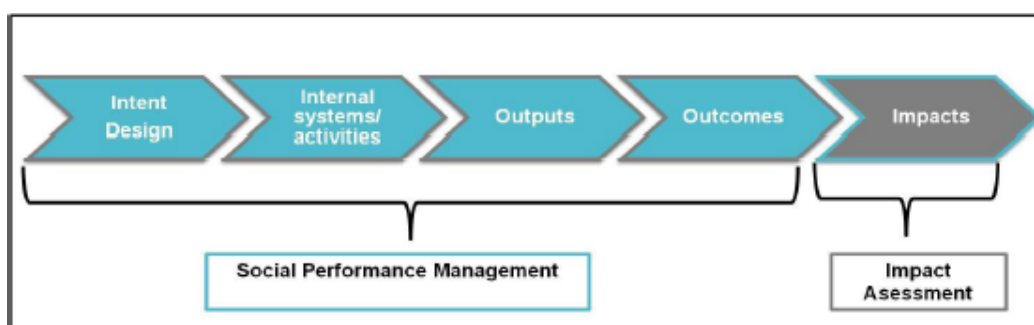 Intent
Design
Internal
systems/
activities
Outputs
Outcomes
Impacts
Social Performance Management
Impact
Asessment